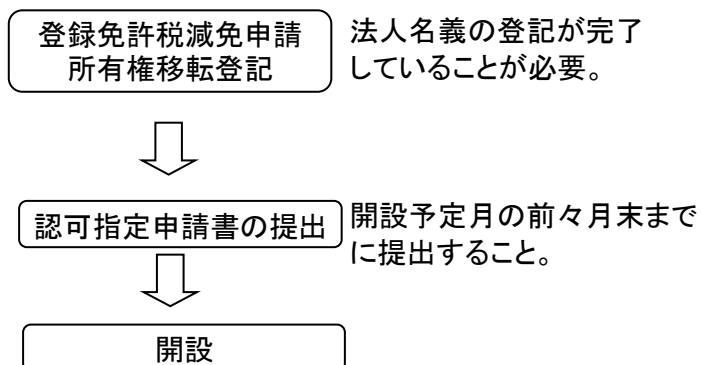 登録免許税減免申請
所有権移転登記
法人名義の登記が完了
していることが必要。
認可指定申請書の提出
開設予定月の前々月末まで
に提出すること。
開設